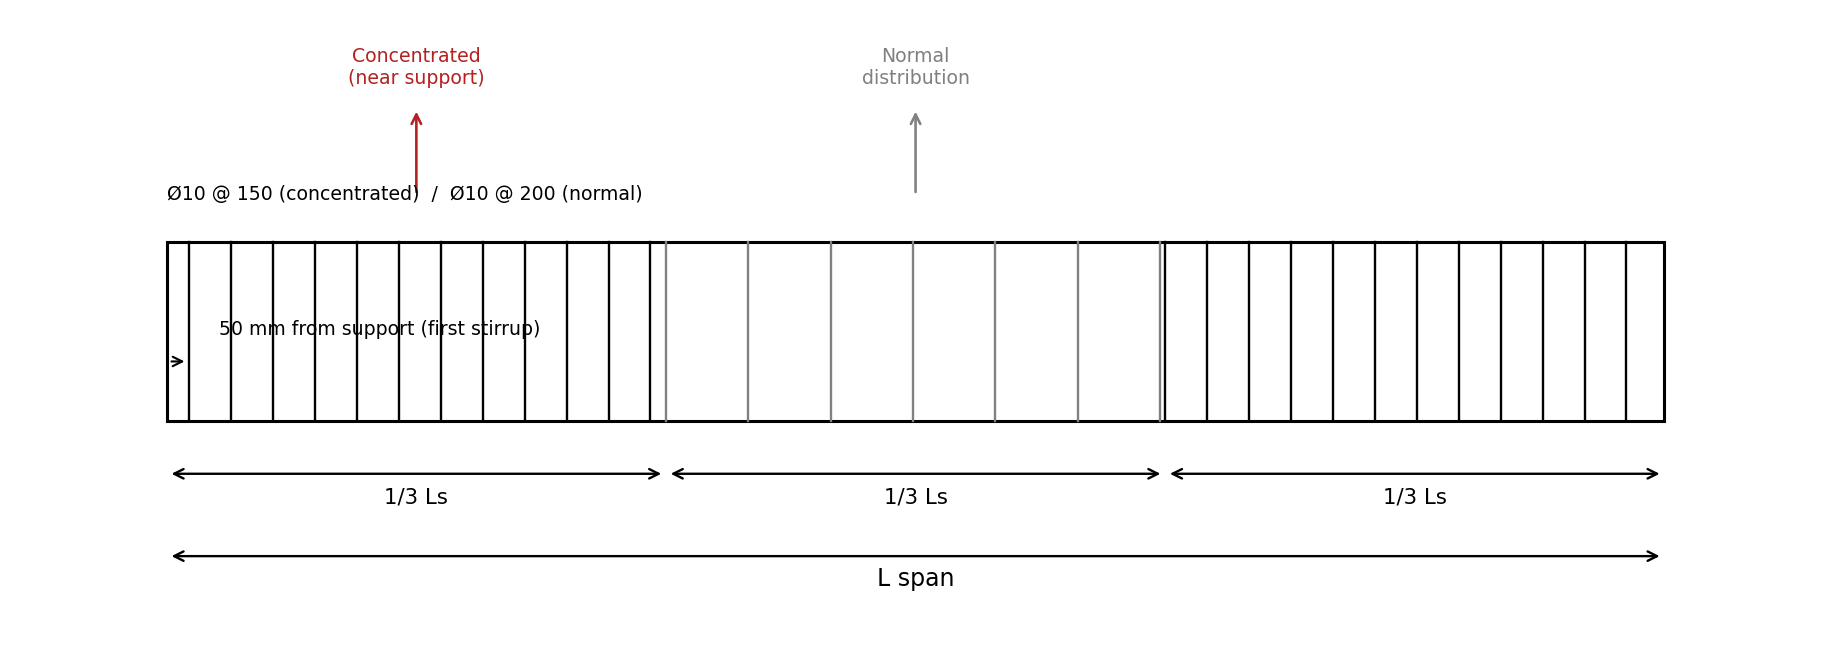 Concentrated
(near support)
Normal
distribution
Ø10 @ 150 (concentrated)  /  Ø10 @ 200 (normal)
50 mm from support (first stirrup)
1/3 Ls
1/3 Ls
1/3 Ls
L span